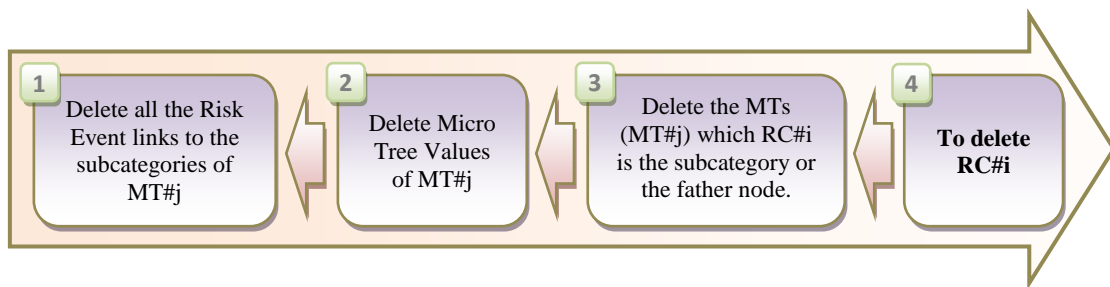 1
Delete all the Risk
Event links to the
subcategories of
MT#j
2
Delete Micro
Tree Values
of MT#j
3
Delete the MTs
(MT#j) which RC#i
is the subcategory or
the father node.
4
To delete
RC#i